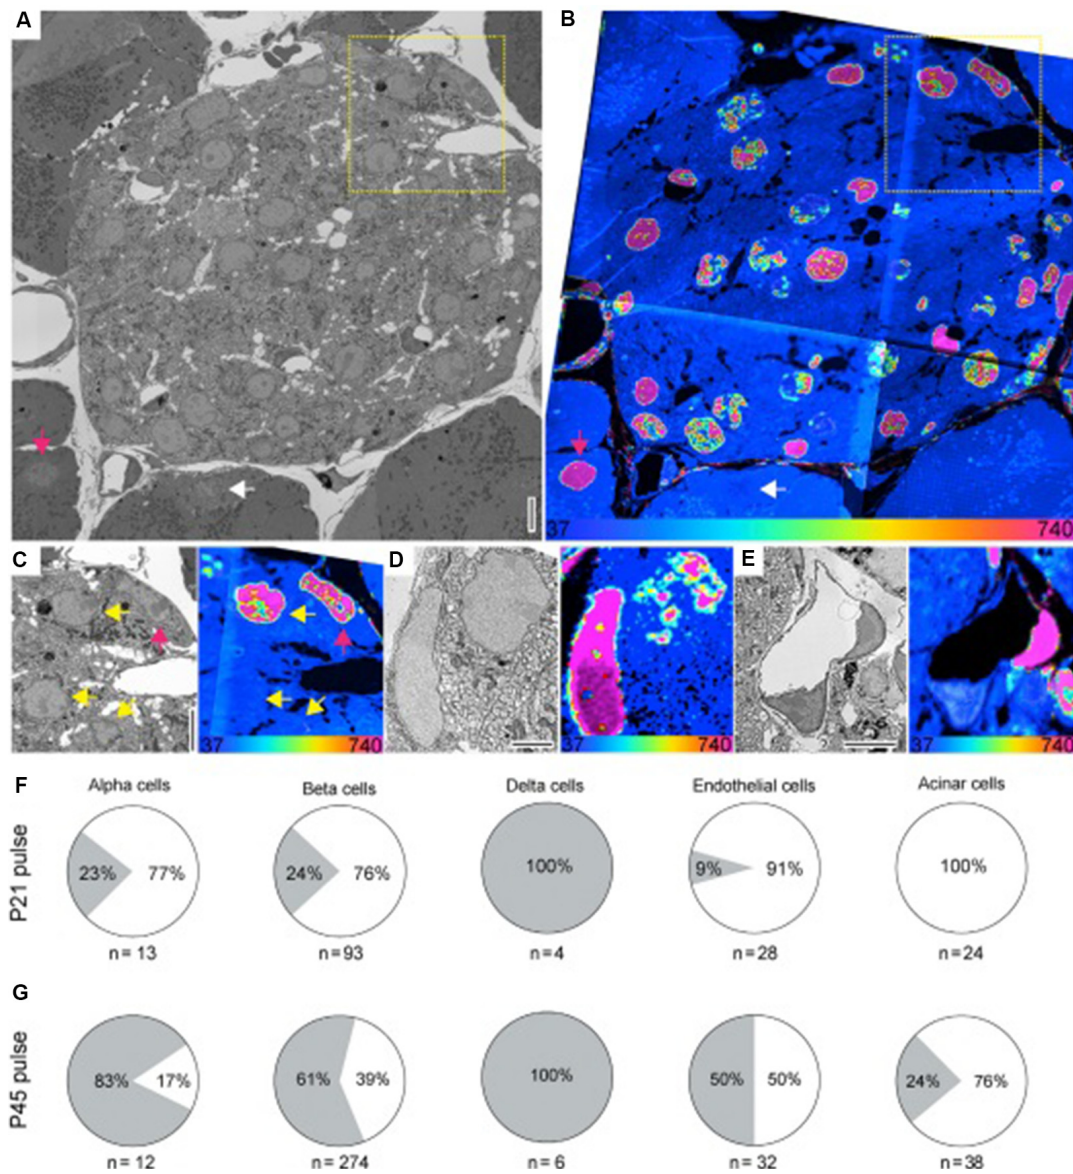 A
B
37 740
C
D
E
37 740
37 740
37 740
F
Alpha cells Beta cells Delta cells Endothelial cells Acinar cells
P21 pulse
23% 77% 24% 76% 100% 9% 91% 100%
n= 13 n=93 n=4 n=28 n=24
G
P45 pulse
83% 17% 61% 39% 100% 50% 50% 24% 76%
n= 12 n= 274 n=6 n= 32 n=38